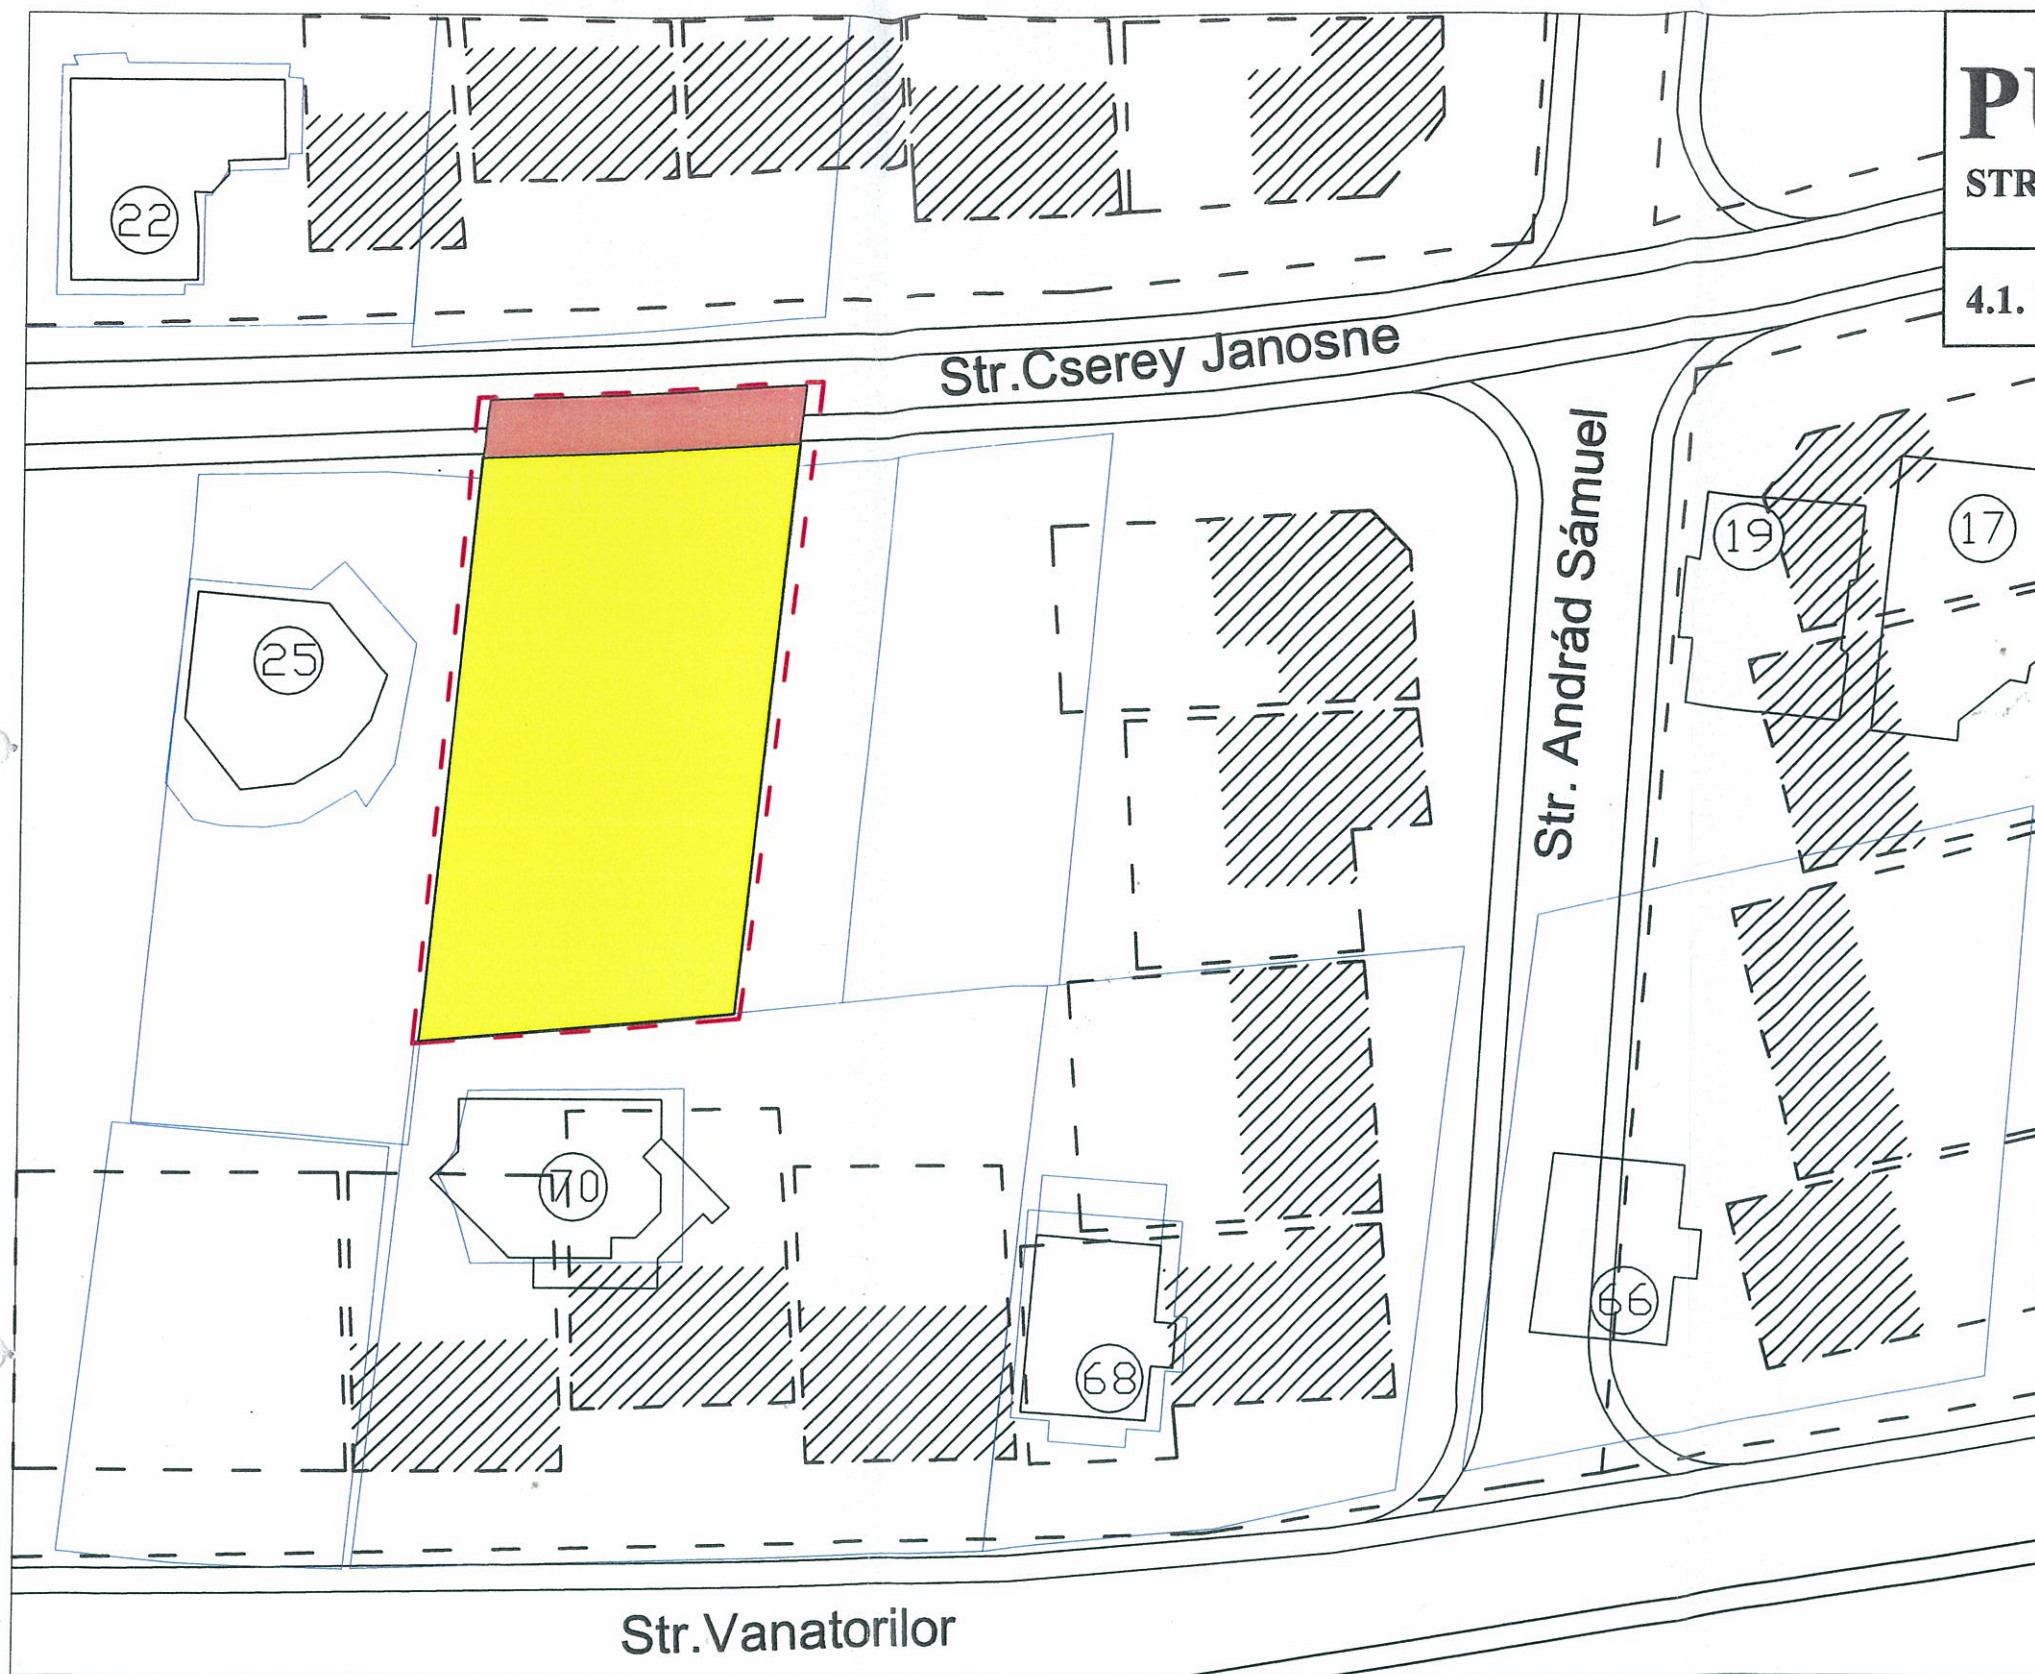 22
PU
STR
4.1.
Str.Cserey Janosne
Str. Andrád Sámuel
19
17
25
70
68
66
Str.Vanatorilor